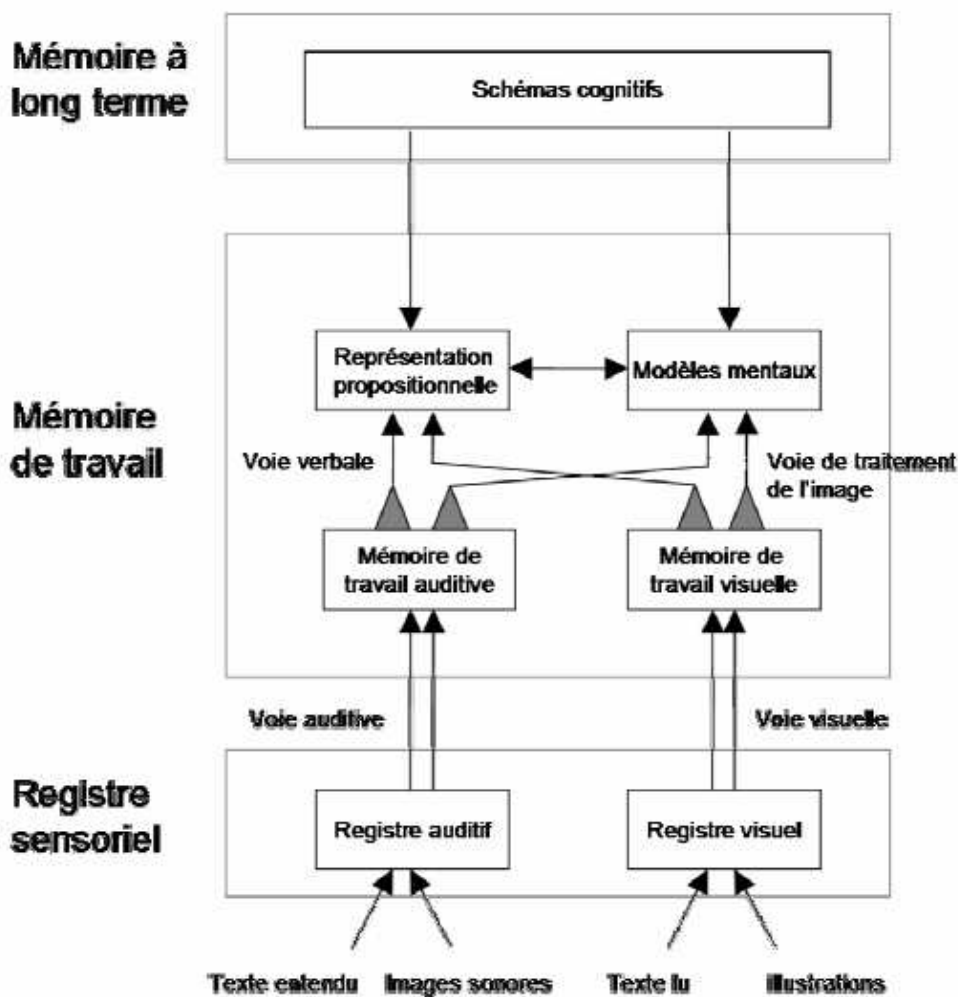 Mémoire à
long terme
Schémas cognitifs
Mémoire
de travail
Représentation
propositionnelle
Modèles mentaux
Voie verbale
Voie de traitement
de l'image
Mémoire de
travail auditive
Mémoire de
travail visuelle
Voie auditive
Voie visuelle
Registre
sensoriel
Registre auditif
Registre visuel
Texte entendu
Images sonores
Texte lu
illustrations